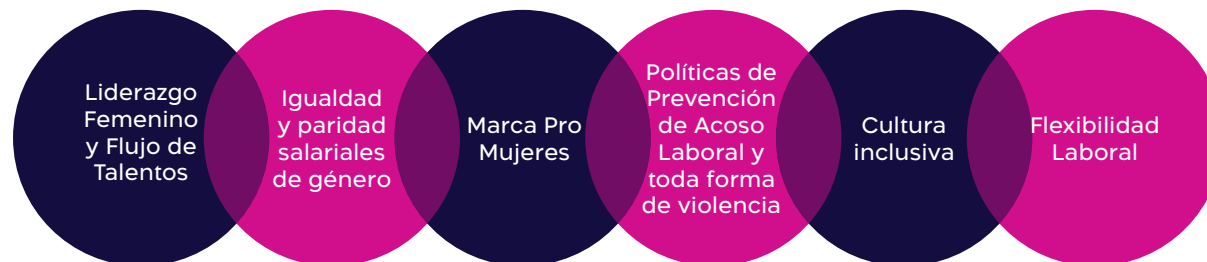 Liderazgo
Femenino
y Flujo de
Talentos
Igualdad
y paridad
salariales
de género
Marca Pro
Mujeres
Políticas de
Prevención
de Acoso
Laboral y
toda forma
de violencia
Cultura
inclusiva
Flexibilidad
Laboral